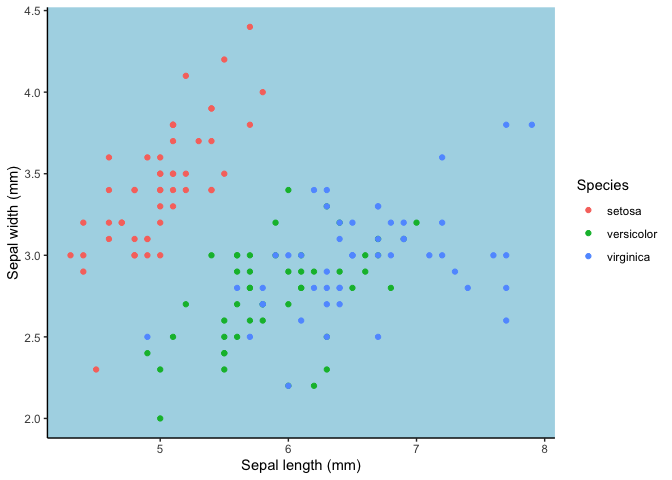 4.5
4.0
3.5
3.0
2.5
2.0
Sepal width (mm)
5 6 7 8
Sepal length (mm)
Species
setosa
versicolor
virginica